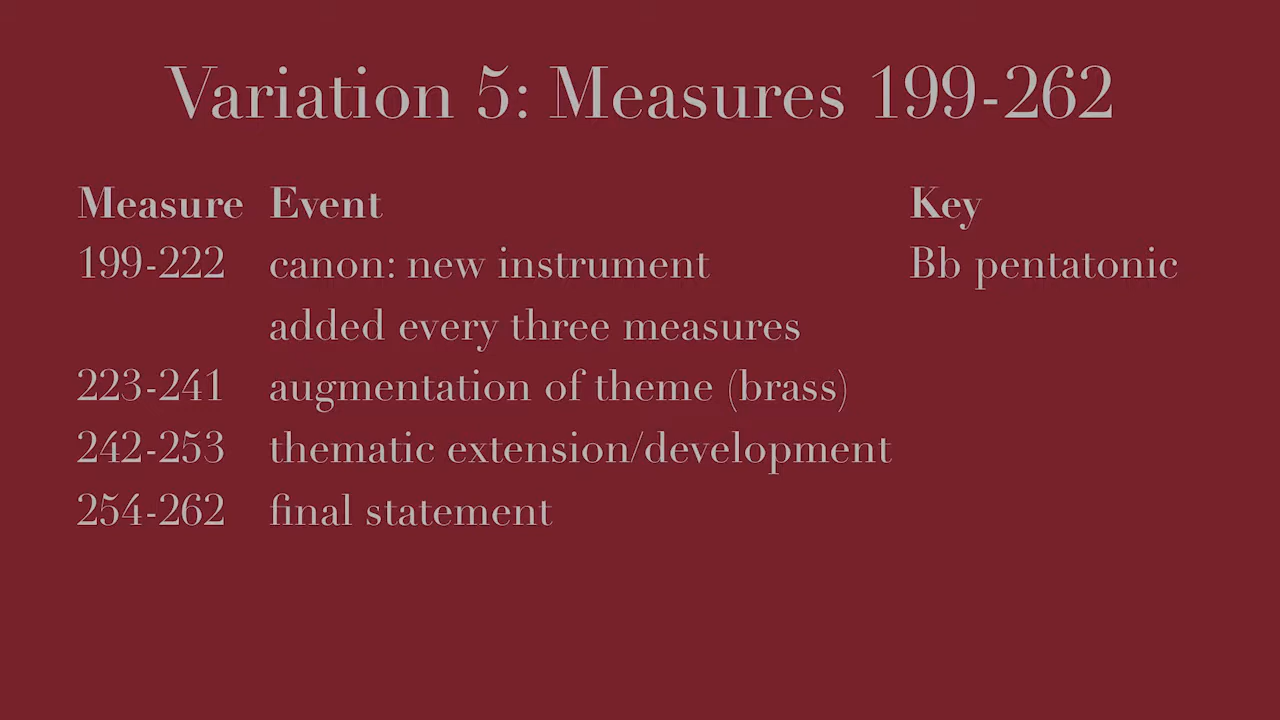 Variation 5: Measures 199-262
Measure Event Key
199-222 canon: new instrument Bb pentatonic
added every three measures
223-241 augmentation of theme (brass)
242-253 thematic extension/development
254-262 final statement